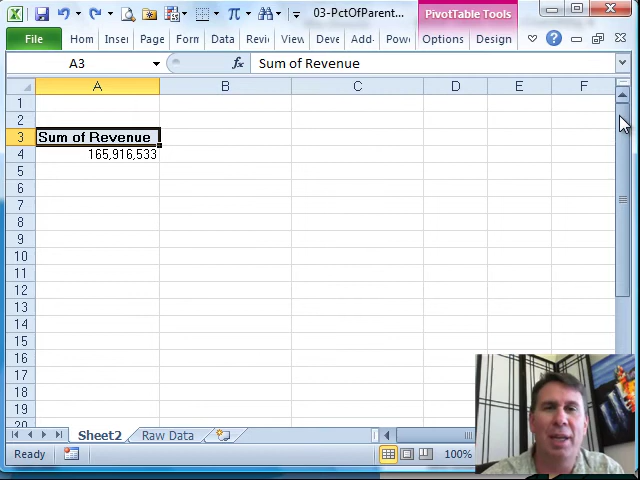 03-PctOfParent... PivotTable Tools
File Hom Inser Page Form Data Revi View Deve Add- Pow Options Design
A3 fx Sum of Revenue
A B C D E F
1
2
3 Sum of Revenue
4 165,916,533
5
6
7
8
9
10
11
12
13
14
15
16
17
18
19
20
Sheet2 Raw Data
Ready 100%